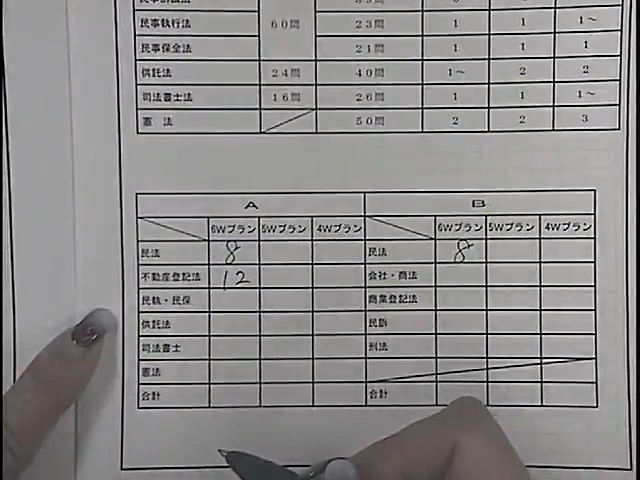 民事執行法 60問 23問 1 1 1～
民事保全法 21問 1 1 1
供託法 24問 40問 1～ 2 2
司法書士法 16問 26問 1 1 1～
憲　法 50問 2 2 3
A B
6Wプラン 5Wプラン 4Wプラン 6Wプラン 5Wプラン 4Wプラン
民法 8 民法 8
不動産登記法 12 会社・商法
民執・民保 商業登記法
供託法 民訴
司法書士 刑法
憲法
合計 合計